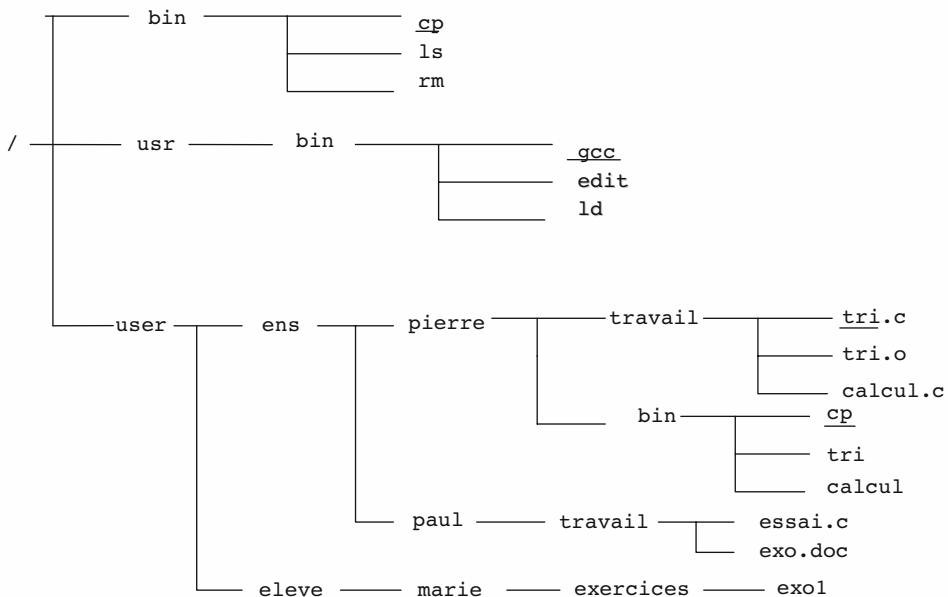 bin cp
ls
rm
/ usr bin gcc
edit
ld
user ens pierre travail tri.c
tri.o
calcul.c
bin cp
tri
calcul
paul travail essai.c
exo.doc
eleve marie exercices exo1